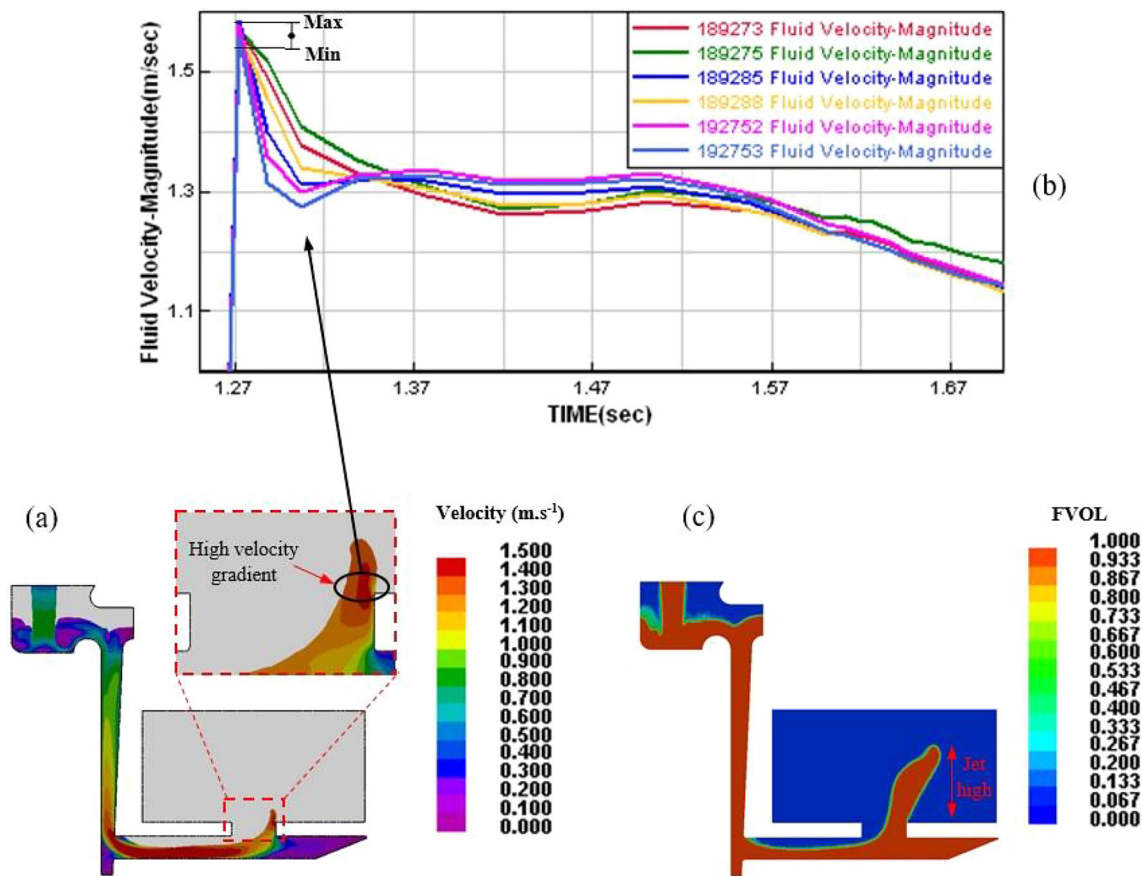 Max
Min
1.5
1.3
1.1
Fluid Velocity-Magnitude(m/sec)
189273 Fluid Velocity-Magnitude
189275 Fluid Velocity-Magnitude
189285 Fluid Velocity-Magnitude
189288 Fluid Velocity-Magnitude
192752 Fluid Velocity-Magnitude
192753 Fluid Velocity-Magnitude
(b)
1.27 1.37 1.47 1.57 1.67
TIME(sec)
(a)
High velocity
gradient
Velocity (m.s-1)
1.500
1.400
1.300
1.200
1.100
1.000
0.900
0.800
0.700
0.600
0.500
0.400
0.300
0.200
0.100
0.000
(c)
Jet
high
FVOL
1.000
0.933
0.867
0.800
0.733
0.667
0.600
0.533
0.467
0.400
0.333
0.267
0.200
0.133
0.067
0.000